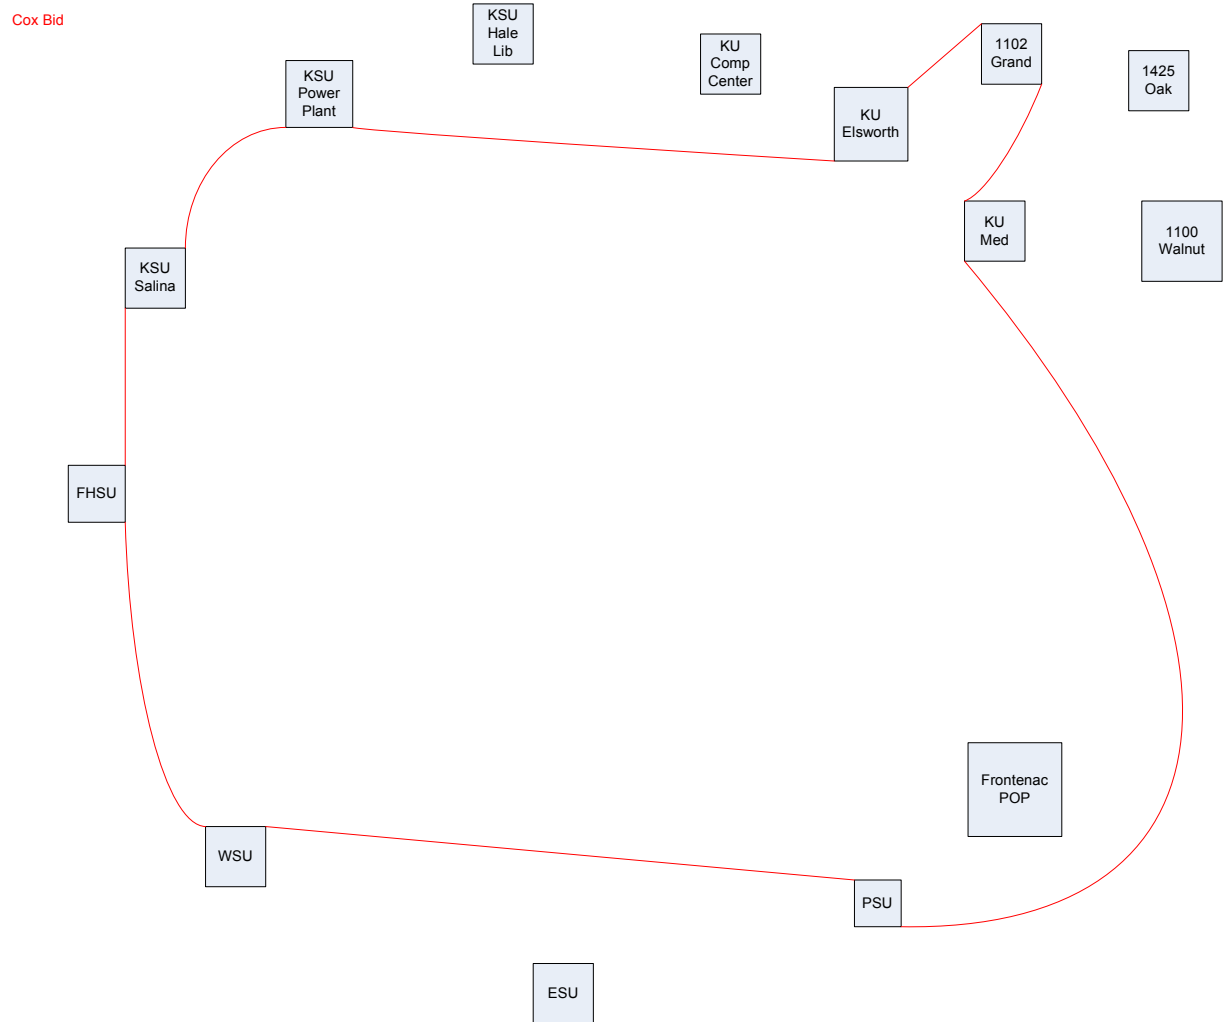 Cox Bid
KSU
Hale
Lib
KU
Comp
Center
1102
Grand
1425
Oak
KSU
Power
Plant
KU
Elsworth
KU
Med
1100
Walnut
KSU
Salina
FHSU
Frontenac
POP
WSU
PSU
ESU